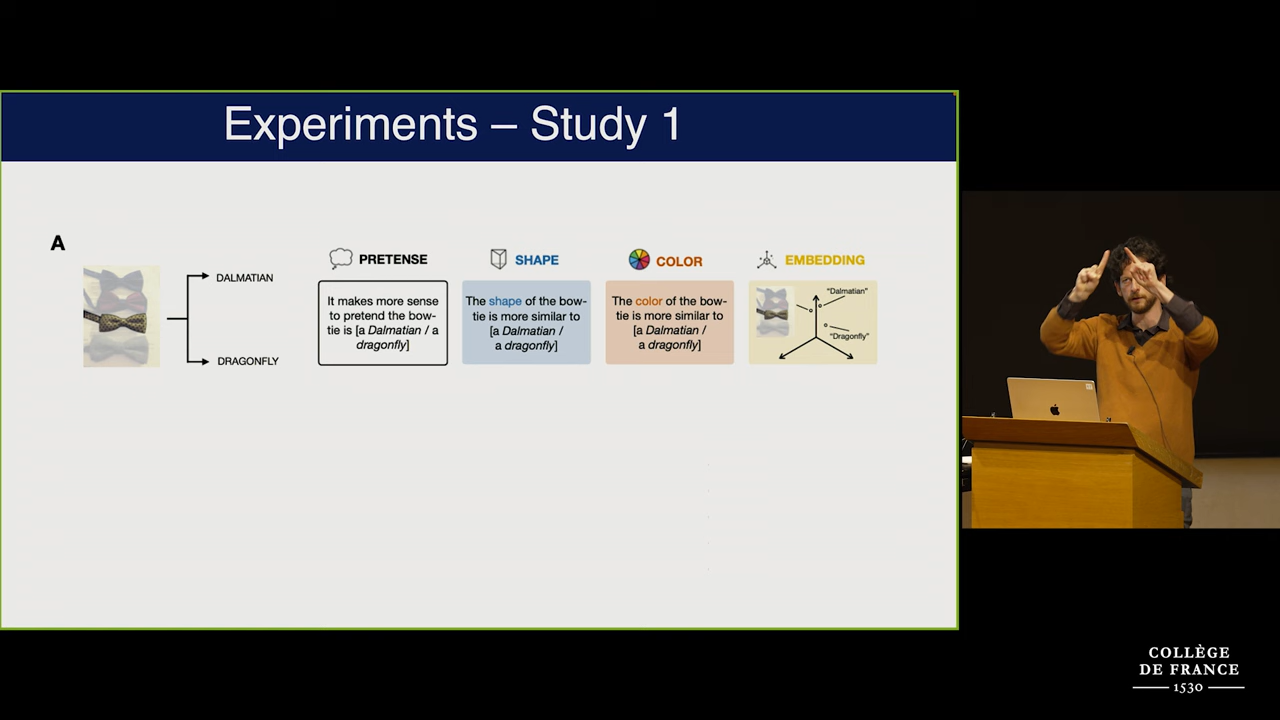 Experiments – Study 1
A
DALMATIAN
DRAGONFLY
PRETENSE
It makes more sense
to pretend the bow-
tie is [a Dalmatian / a
dragonfly]
SHAPE
The shape of the bow-
tie is more similar to
[a Dalmatian /
a dragonfly]
COLOR
The color of the bow-
tie is more similar to
[a Dalmatian /
a dragonfly]
EMBEDDING
“Dalmatian”
“Dragonfly”
COLLÈGE
DE FRANCE
1530